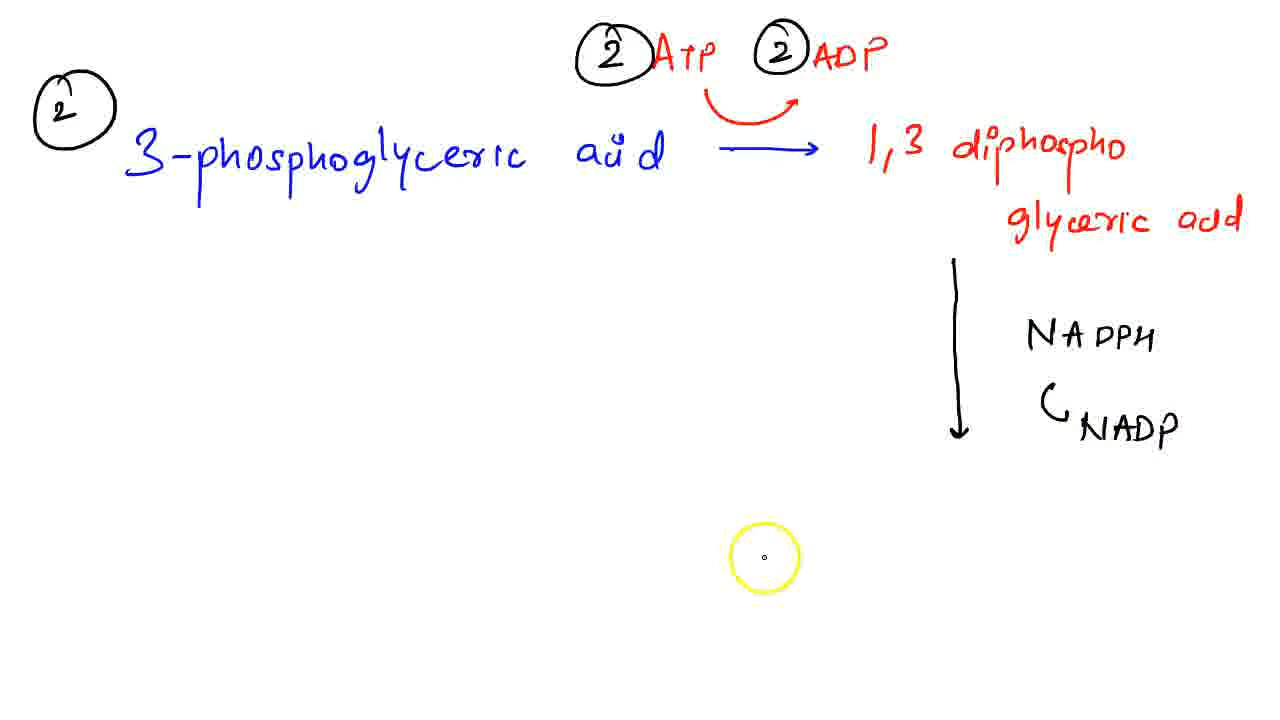 2 ATP 2 ADP
2 3-phosphoglyceric acid → 1,3 diphospho
glyceric acid
NADPH
NADP